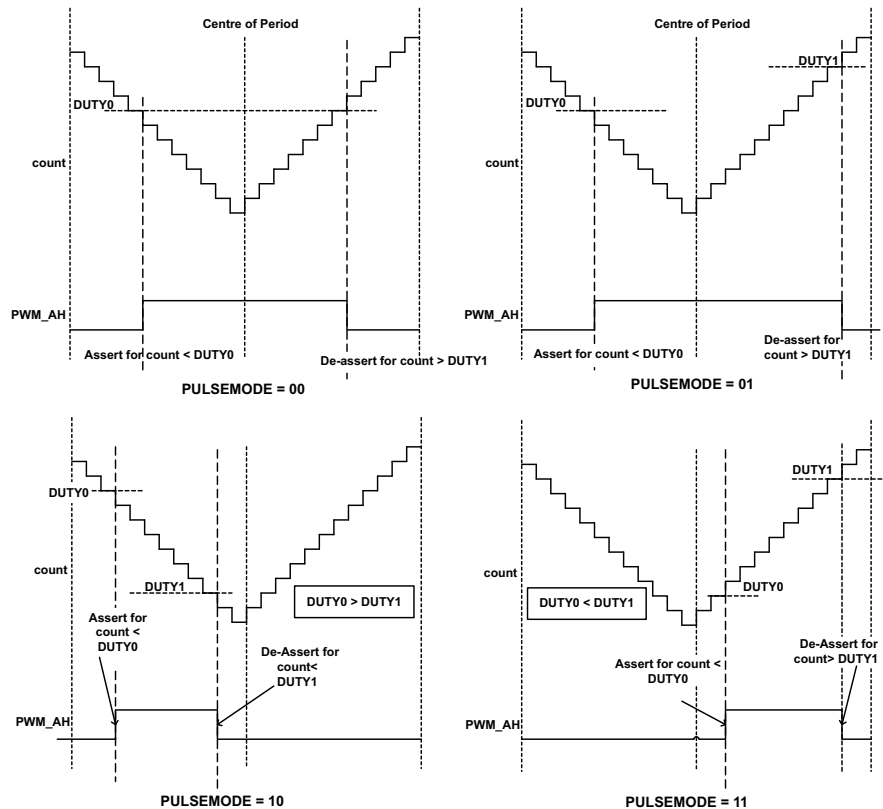 Centre of Period
DUTY0
count
PWM_AH
Assert for count < DUTY0
De-assert for count > DUTY1
PULSEMODE = 00
Centre of Period
DUTY1
DUTY0
count
PWM_AH
Assert for count < DUTY0
De-assert for
count > DUTY1
PULSEMODE = 01
DUTY0
count
DUTY1
DUTY0 > DUTY1
Assert for
count <
DUTY0
De-Assert for
count<
DUTY1
PWM_AH
PULSEMODE = 10
DUTY1
count
DUTY0
DUTY0 < DUTY1
Assert for count <
DUTY0
De-Assert for
count> DUTY1
PWM_AH
PULSEMODE = 11